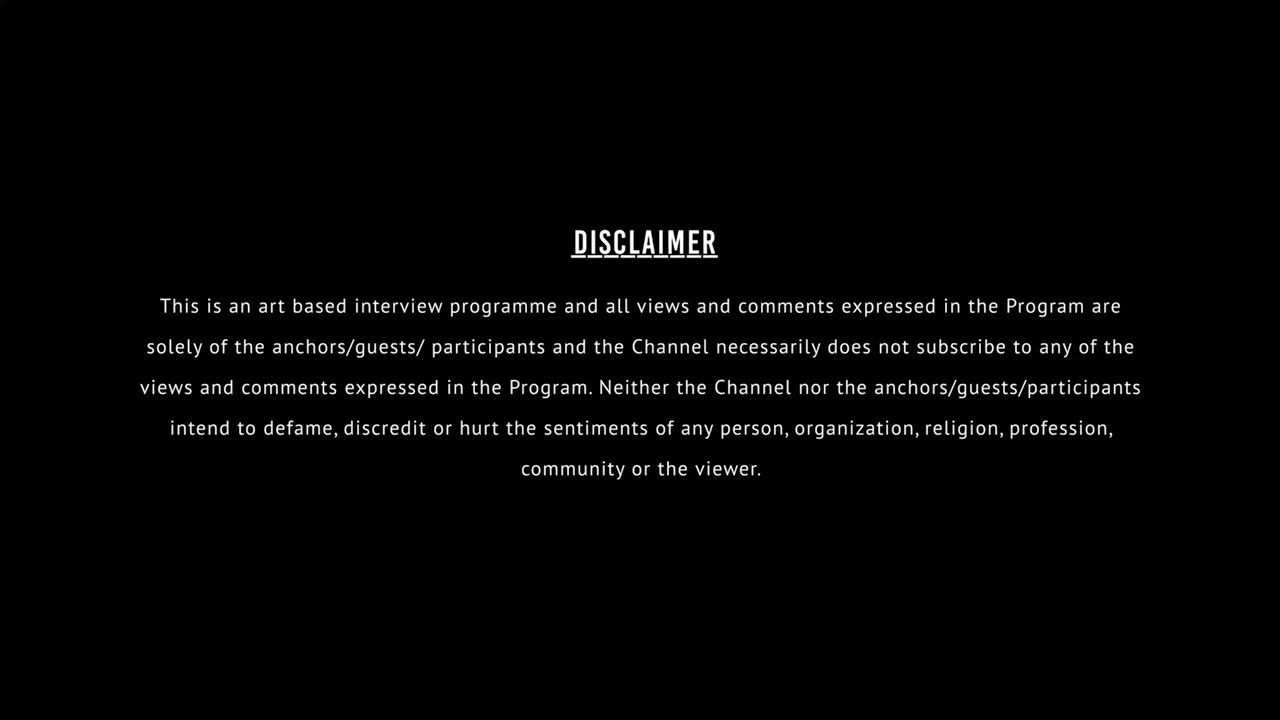 DISCLAIMER
This is an art based interview programme and all views and comments expressed in the Program are
solely of the anchors/guests/ participants and the Channel necessarily does not subscribe to any of the
views and comments expressed in the Program. Neither the Channel nor the anchors/guests/participants
intend to defame, discredit or hurt the sentiments of any person, organization, religion, profession,
community or the viewer.